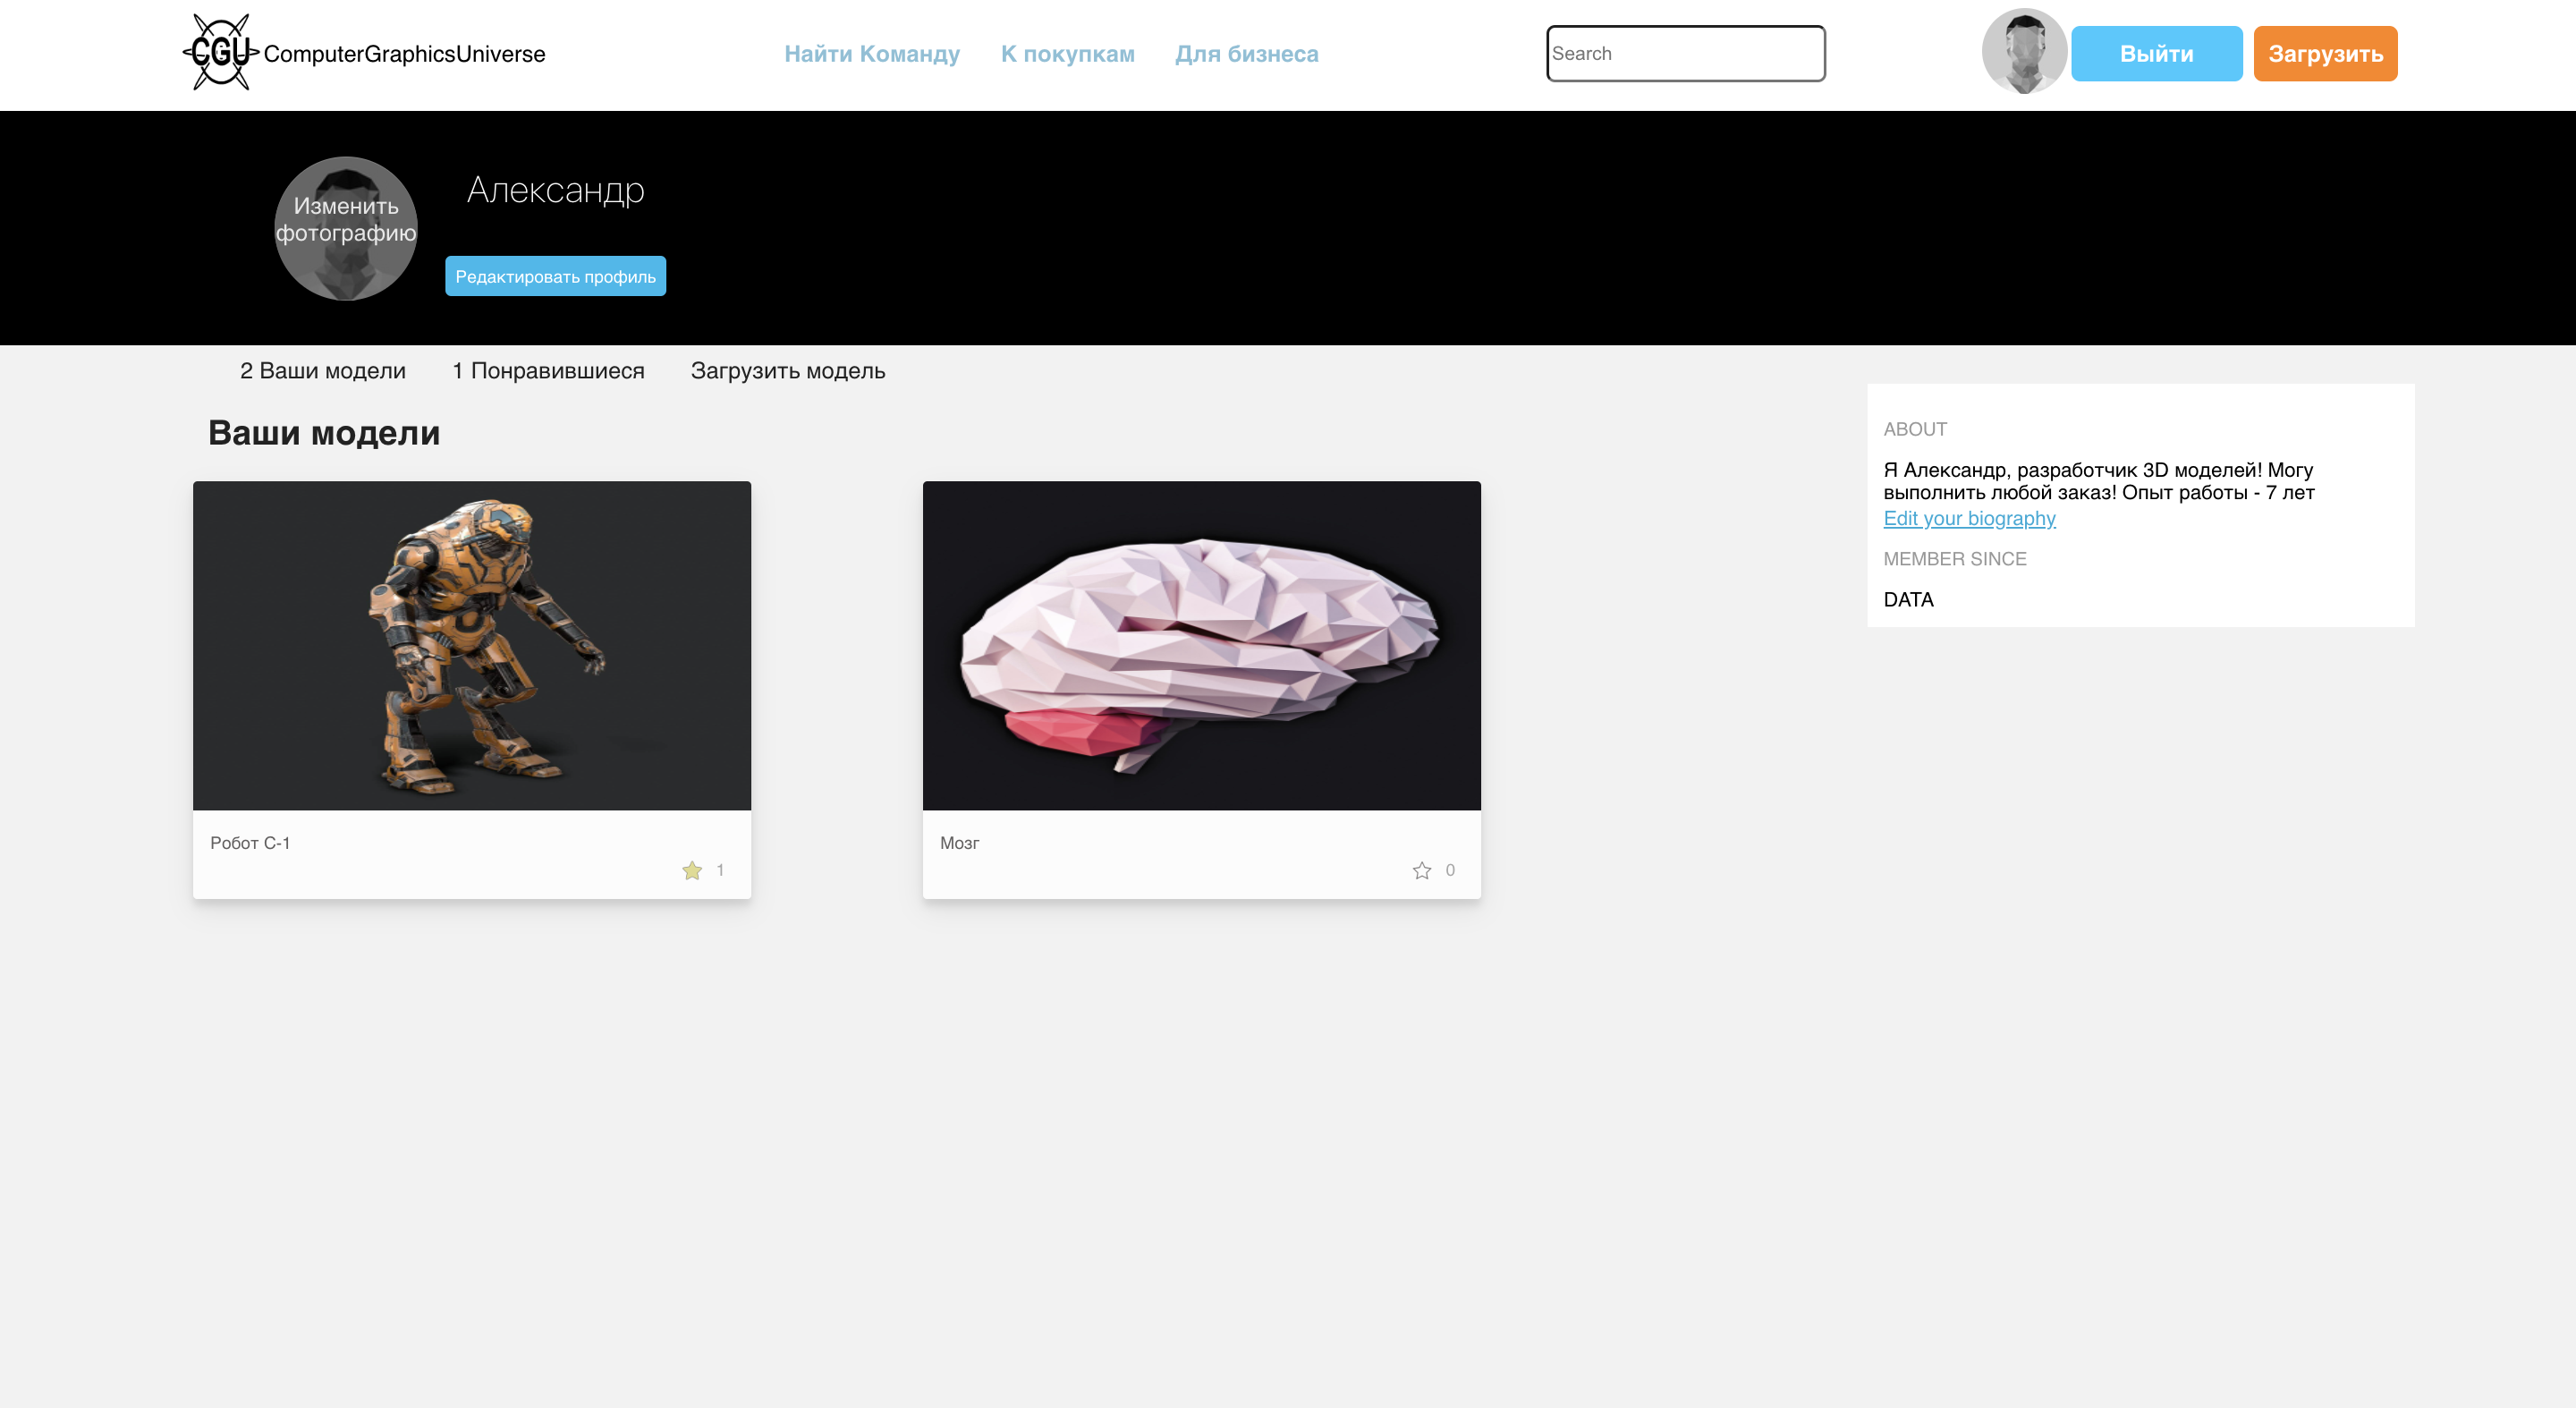 CGU ComputerGraphicsUniverse
Найти Команду К покупкам Для бизнеса
Search
Выйти Загрузить
Изменить
фотографию
Александр
Редактировать профиль
2 Ваши модели 1 Понравившиеся Загрузить модель
Ваши модели
Робот С-1
1
Мозг
0
ABOUT
Я Александр, разработчик 3D моделей! Могу
выполнить любой заказ! Опыт работы - 7 лет
Edit your biography
MEMBER SINCE
DATA